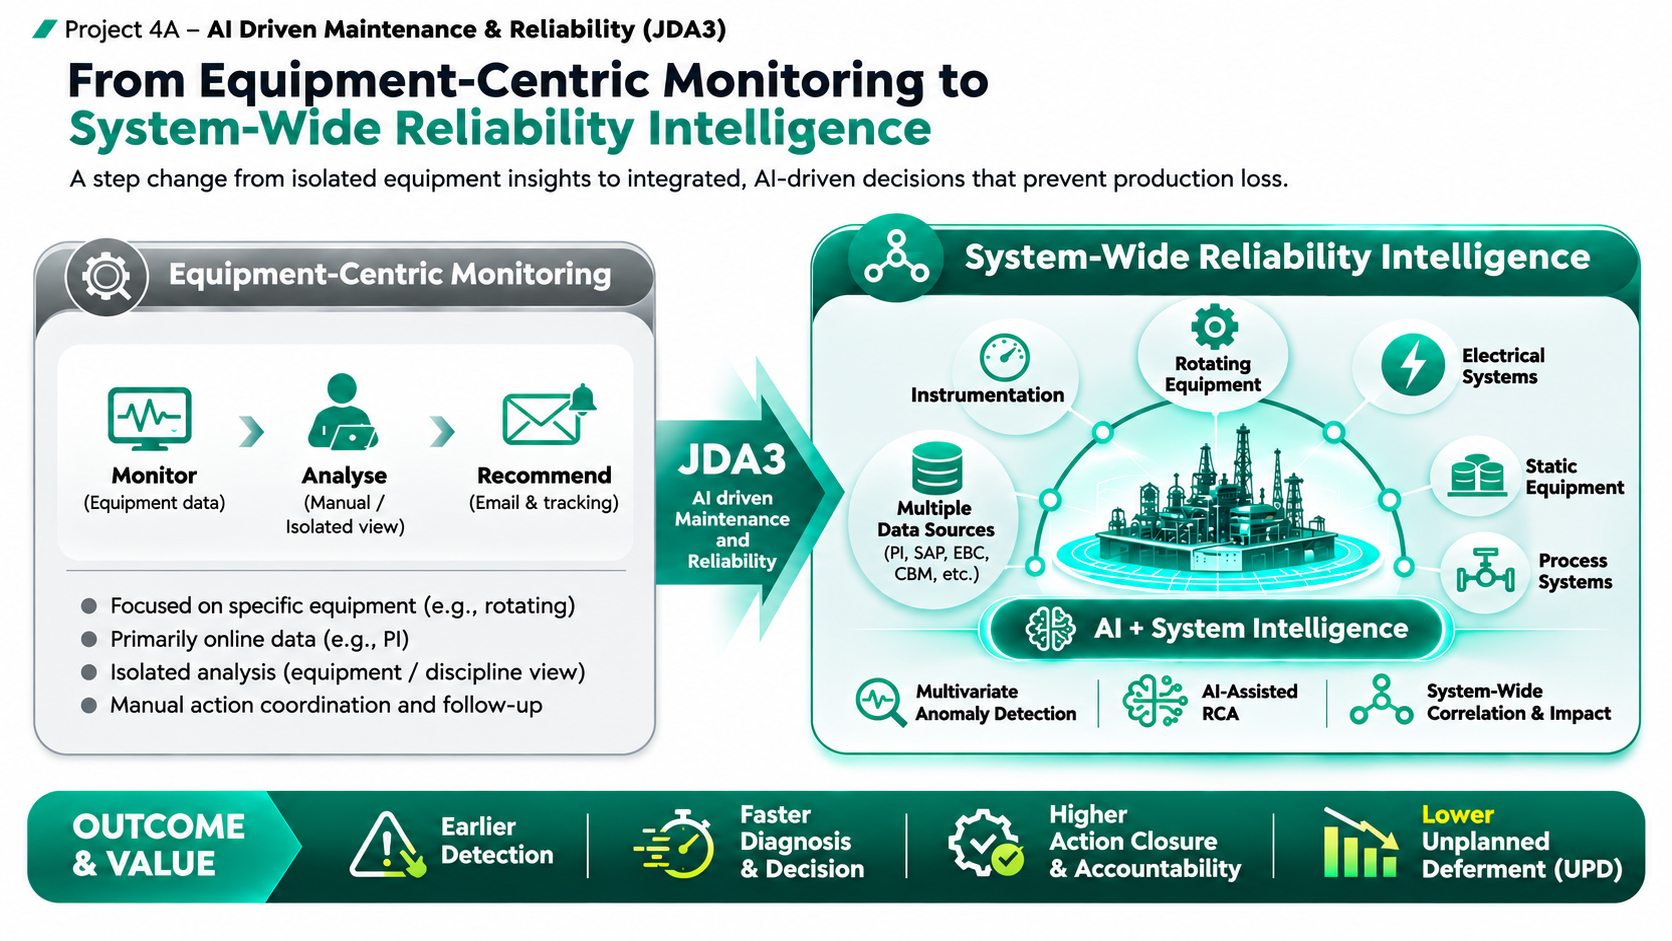 Project 4A – AI Driven Maintenance & Reliability (JDA3)
From Equipment-Centric Monitoring to
System-Wide Reliability Intelligence
A step change from isolated equipment insights to integrated, AI-driven decisions that prevent production loss.
Equipment-Centric Monitoring
Monitor
(Equipment data)
Analyse
(Manual /
Isolated view)
Recommend
(Email & tracking)
Focused on specific equipment (e.g., rotating)
Primarily online data (e.g., PI)
Isolated analysis (equipment / discipline view)
Manual action coordination and follow-up
JDA3
AI driven
Maintenance
and
Reliability
System-Wide Reliability Intelligence
Multiple
Data Sources
(PI, SAP, EBC,
CBM, etc.)
Instrumentation
Rotating
Equipment
Electrical
Systems
Static
Equipment
Process
Systems
AI + System Intelligence
Multivariate
Anomaly Detection
AI-Assisted
RCA
System-Wide
Correlation & Impact
OUTCOME
& VALUE
Earlier
Detection
Faster
Diagnosis
& Decision
Higher
Action Closure
& Accountability
Lower
Unplanned
Deferment (UPD)